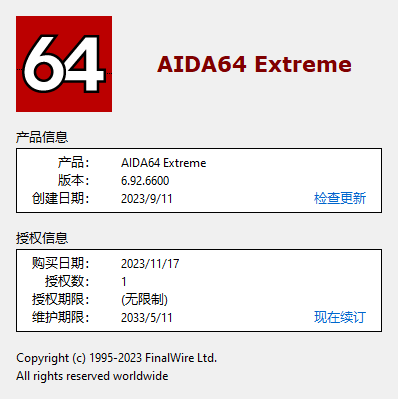 64
AIDA64 Extreme
产品信息
产品： AIDA64 Extreme
版本： 6.92.6600
创建日期： 2023/9/11 检查更新
授权信息
购买日期： 2023/11/17
授权数： 1
授权期限： (无限制)
维护期限： 2033/5/11 现在续订
Copyright (c) 1995-2023 FinalWire Ltd.
All rights reserved worldwide